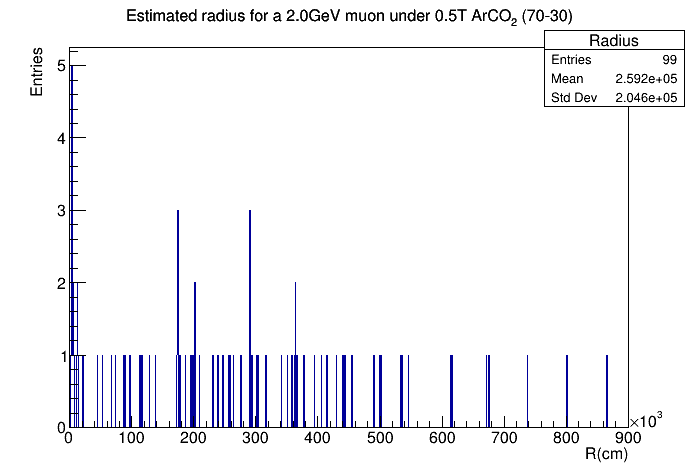 Estimated radius for a 2.0GeV muon under 0.5T ArCO₂ (70-30)
Radius
Entries 99
Mean 2.592e+05
Std Dev 2.046e+05
Entries
5
4
3
2
1
0
0 100 200 300 400 500 600 700 800 900
×10³
R(cm)